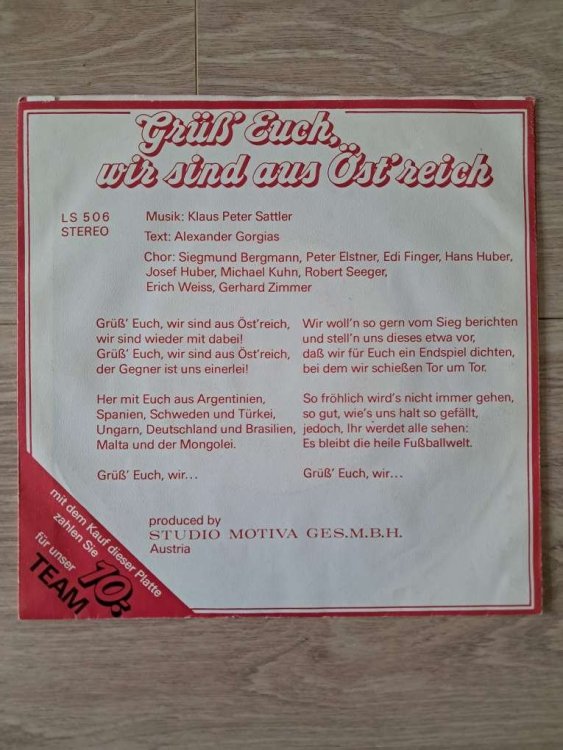 Grüß' Euch,
wir sind aus Öst'reich
LS 506
STEREO
Musik: Klaus Peter Sattler
Text: Alexander Gorgias
Chor: Siegmund Bergmann, Peter Elstner, Edi Finger, Hans Huber,
Josef Huber, Michael Kuhn, Robert Seeger,
Erich Weiss, Gerhard Zimmer
Grüß' Euch, wir sind aus Öst'reich,
wir sind wieder mit dabei!
Grüß' Euch, wir sind aus Öst'reich,
der Gegner ist uns einerlei!
Her mit Euch aus Argentinien,
Spanien, Schweden und Türkei,
Ungarn, Deutschland und Brasilien,
Malta und der Mongolei.
Grüß' Euch, wir...
Wir woll'n so gern vom Sieg berichten
und stell'n uns dieses etwa vor,
daß wir für Euch ein Endspiel dichten,
bei dem wir schießen Tor um Tor.
So fröhlich wird's nicht immer gehen,
so gut, wie's uns halt so gefällt,
jedoch, Ihr werdet alle sehen:
Es bleibt die heile Fußballwelt.
Grüß' Euch, wir...
produced by
STUDIO MOTIVA GES.M.B.H.
Austria
mit dem Kauf dieser Platte
zahlen Sie 10,-
für unser
TEAM